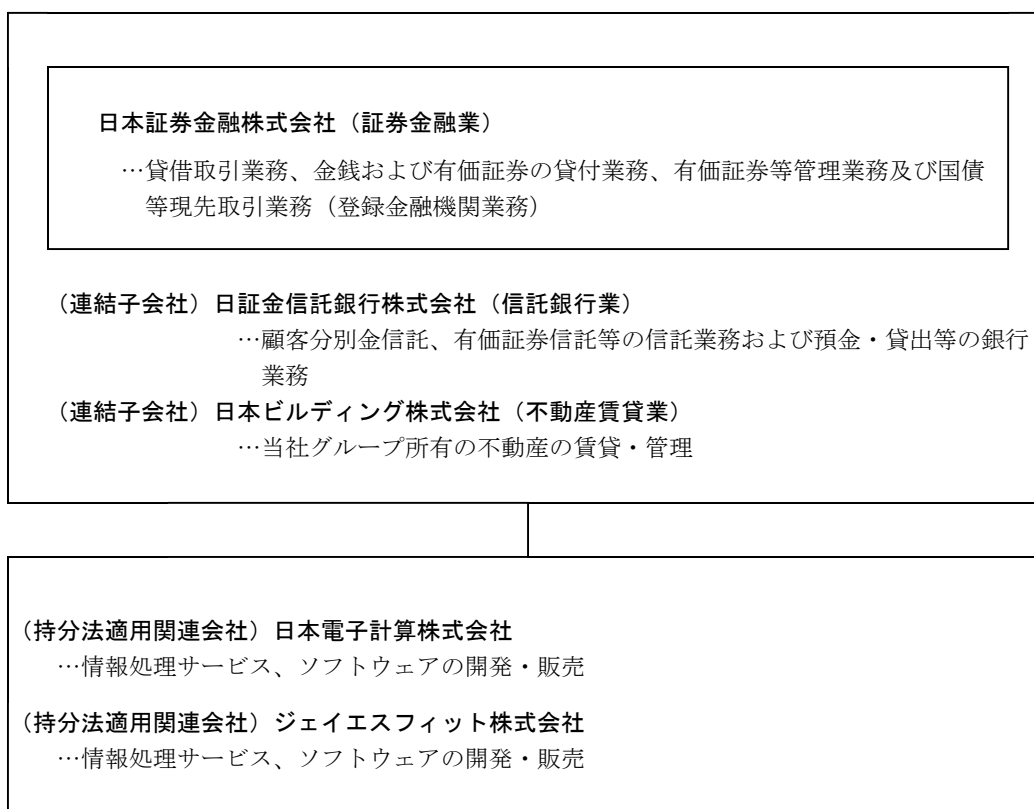 日本証券金融株式会社（証券金融業）
…貸借取引業務、金銭および有価証券の貸付業務、有価証券等管理業務及び国債
等現先取引業務（登録金融機関業務）
（連結子会社）日証金信託銀行株式会社（信託銀行業）
…顧客分別金信託、有価証券信託等の信託業務および預金・貸出等の銀行
業務
（連結子会社）日本ビルディング株式会社（不動産賃貸業）
…当社グループ所有の不動産の賃貸・管理
（持分法適用関連会社）日本電子計算株式会社
…情報処理サービス、ソフトウェアの開発・販売
（持分法適用関連会社）ジェイエスフィット株式会社
…情報処理サービス、ソフトウェアの開発・販売